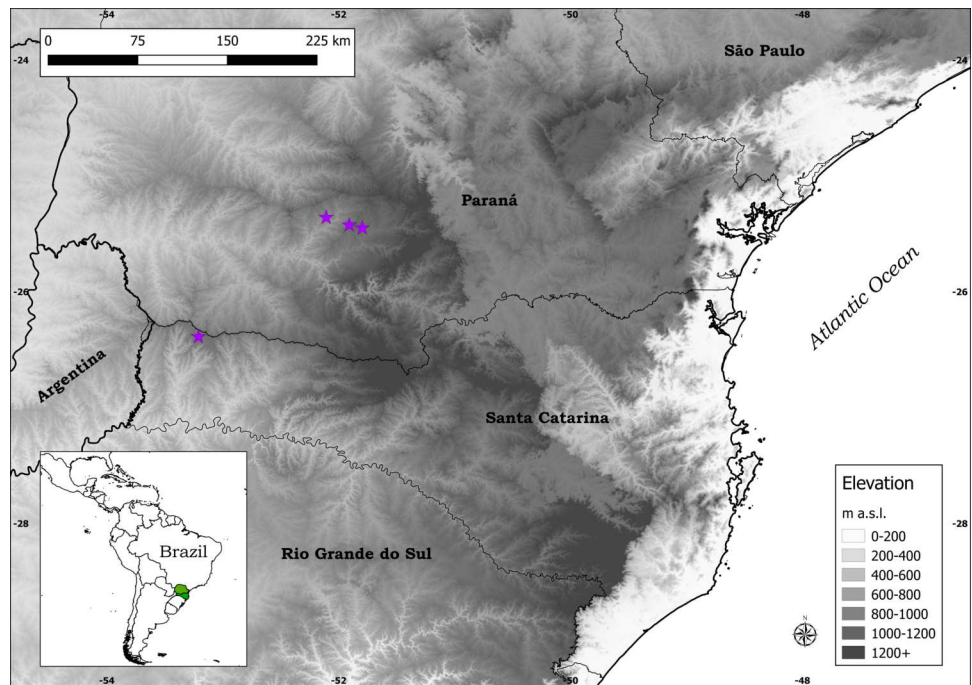 -54 -52 -50 -48
0 75 150 225 km
-24 -24
São Paulo
Paraná
Atlantic Ocean
-26 -26
Argentina
Santa Catarina
-28 -28
Rio Grande do Sul
Brazil
Elevation
m a.s.l.
0-200
200-400
400-600
600-800
800-1000
1000-1200
1200+
N
-54 -52 -50 -48